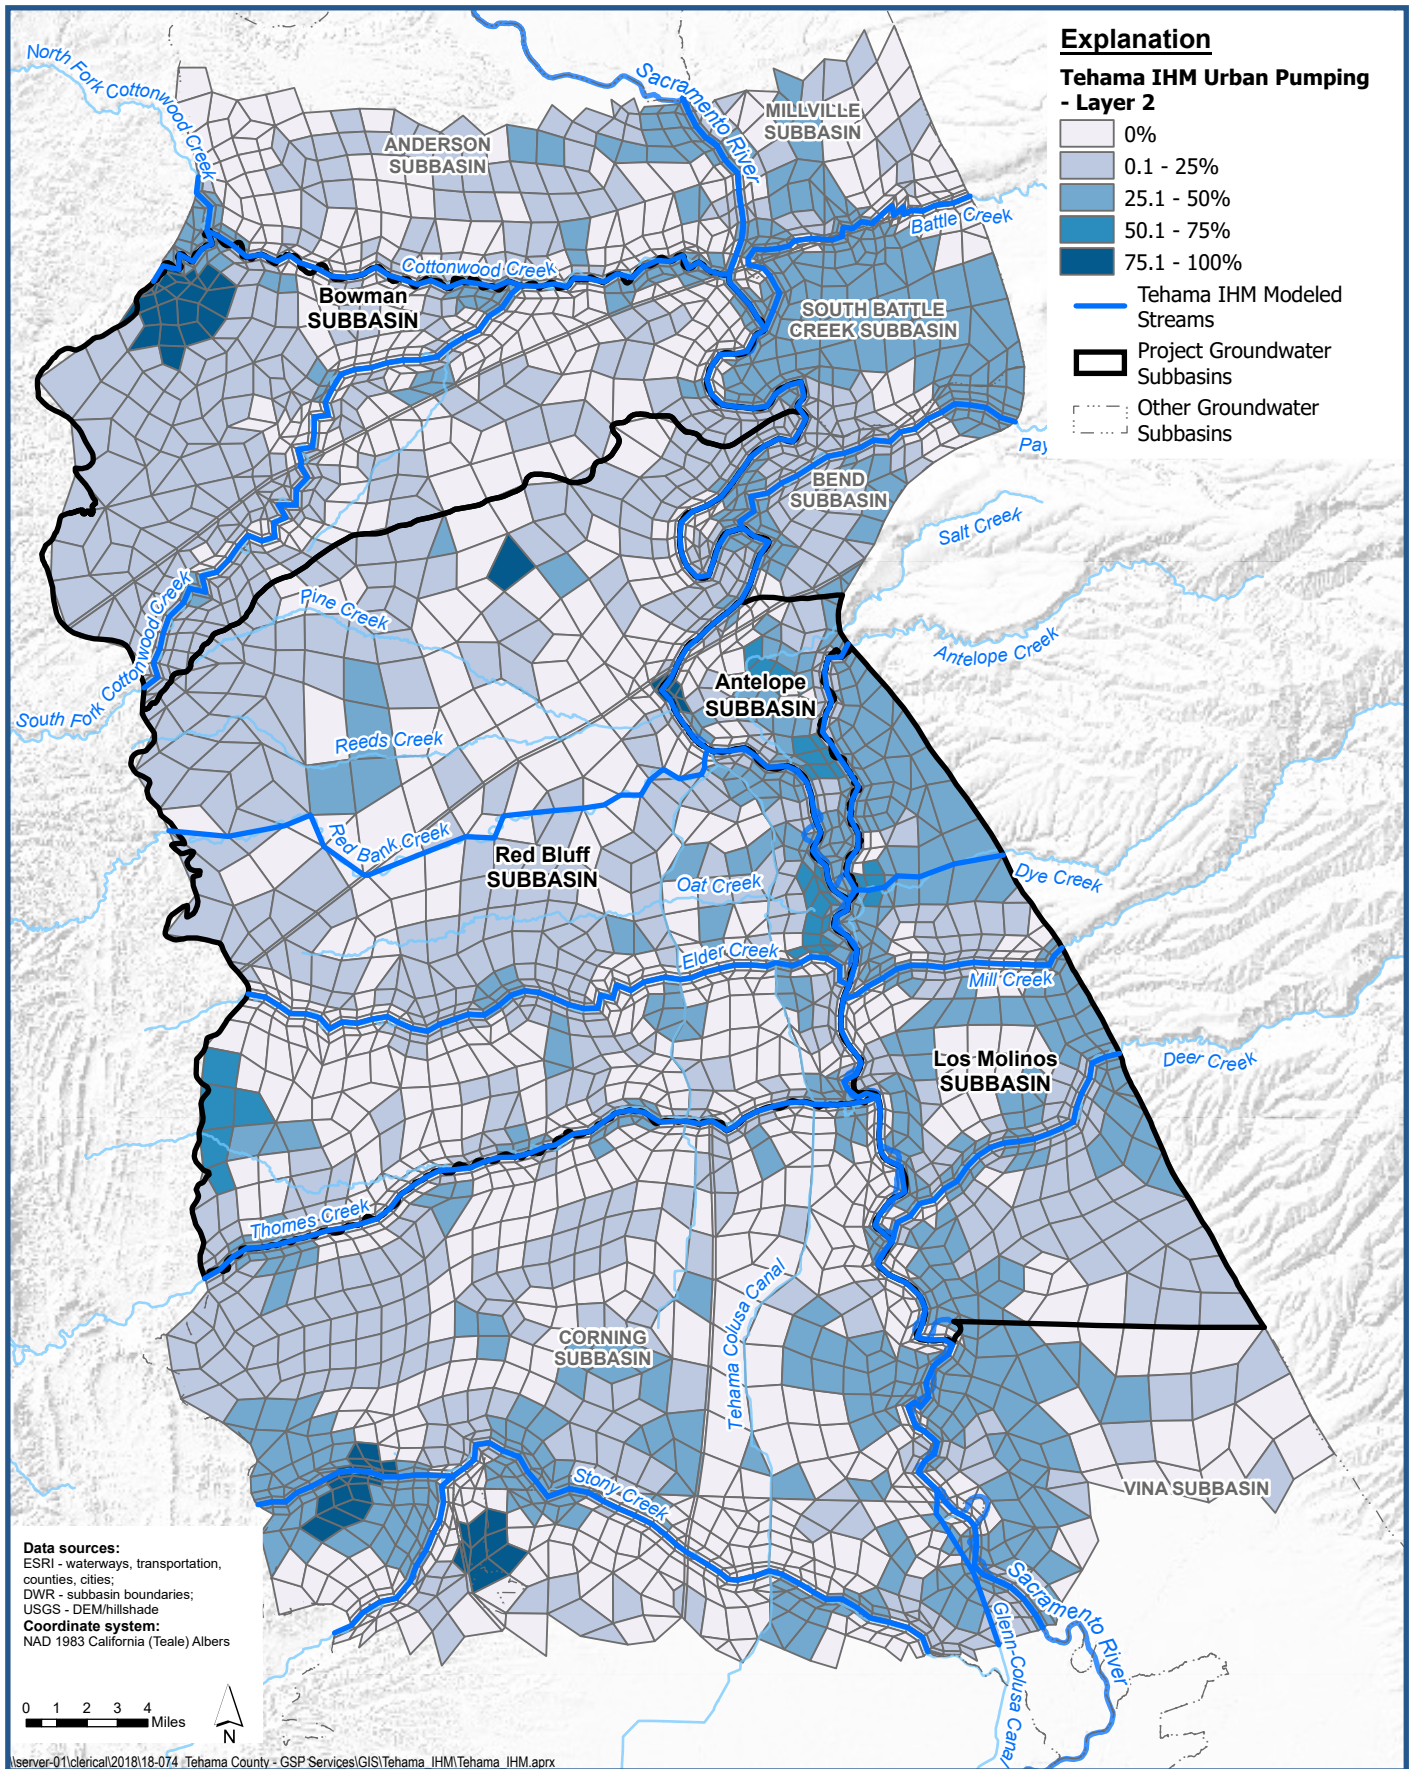 North Fork Cottonwood Creek
Sacramento River
MILLVILLE
SUBBASIN
ANDERSON
SUBBASIN
Battle Creek
Cottonwood Creek
Bowman
SUBBASIN
SOUTH BATTLE
CREEK SUBBASIN
Pay
BEND
SUBBASIN
Salt Creek
Pine Creek
South Fork Cottonwood Creek
Antelope Creek
Antelope
SUBBASIN
Reeds Creek
Red Bank Creek
Red Bluff
SUBBASIN
Oat Creek
Dye Creek
Elder Creek
Mill Creek
Los Molinos
SUBBASIN
Deer Creek
Thomes Creek
Tehama Colusa Canal
CORNING
SUBBASIN
Stony Creek
VINA SUBBASIN
Sacramento River
Glenn-Colusa Canal
Explanation
Tehama IHM Urban Pumping
- Layer 2
0%
0.1 - 25%
25.1 - 50%
50.1 - 75%
75.1 - 100%
Tehama IHM Modeled
Streams
Project Groundwater
Subbasins
Other Groundwater
Subbasins
Data sources:
ESRI - waterways, transportation,
counties, cities;
DWR - subbasin boundaries;
USGS - DEM/hillshade
Coordinate system:
NAD 1983 California (Teale) Albers
0 1 2 3 4
Miles
N
\\server-01\clerical\2018\18-074 Tehama County - GSP Services\GIS\Tehama_IHM\Tehama_IHM.aprx